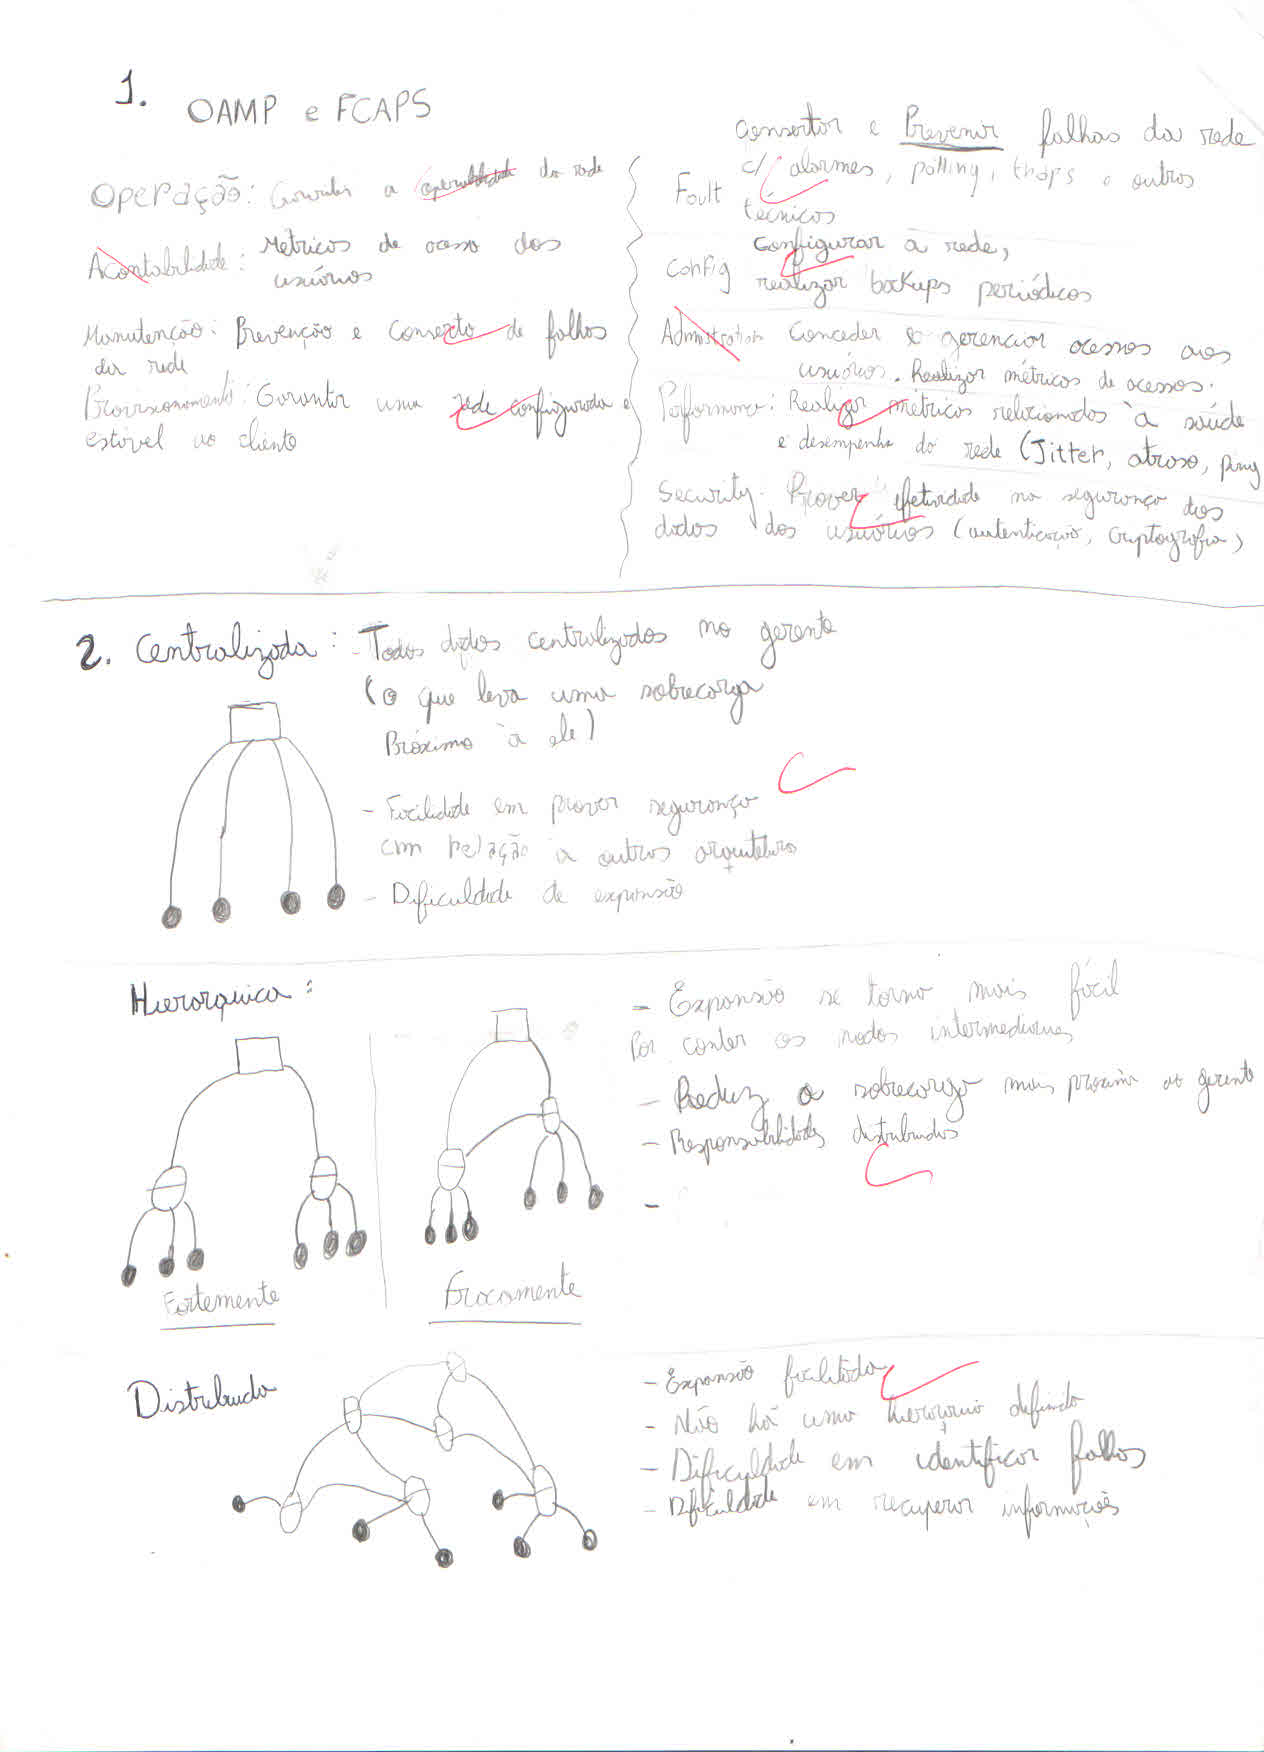 1. OAMP e FCAPS
Operação: Garantir a da rede
Acontabilidade: Métricas de acesso dos
usuários
Manutenção: Prevenção e Conserto de falhas
da rede
Provisionamento: Garantir uma rede configurada e
estável ao cliente
Consertar e Prevenir falhas da rede
Fault c/ alarmes, polling, traps e outras
técnicas
Configurar a rede,
Config realizar backups periódicos
Administration Conceder e gerenciar acessos aos
usuários. Realizar métricas de acessos.
Performance: Realizar métricas relacionados à saúde
e desempenho da rede (Jitter, atraso, ping
Security. Prover efetividade na segurança dos
dados dos usuários (autenticação, criptografia)
2. Centralizada: - Todos dados centralizados no gerente
(o que leva uma sobrecarga
Próximo à ele)
- Facilidade em prover segurança
com relação a outras arquiteturas
- Dificuldade de expansão
Hierarquica:
- Expansão se torna mais fácil
Por conter os nodos
- Reduz a sobrecarga mais próxima ao gerente
- Responsabilidades distribuidas
-
Fortemente
Fracamente
Distribuida
- Expansão facilitada
- Não há uma hierarquia definida
- Dificuldade em identificar falhas
- Dificuldade em recuperar informações